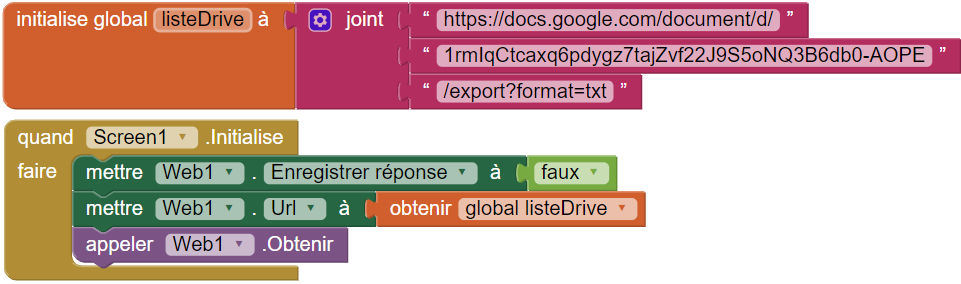 initialise global listeDrive à joint “ https://docs.google.com/document/d/ ”
“ 1rmIqCtcaxq6pdygz7tajZvf22J9S5oNQ3B6db0-AOPE ”
“ /export?format=txt ”
quand Screen1 .Initialise
faire mettre Web1 . Enregistrer réponse à faux
mettre Web1 . Url à obtenir global listeDrive
appeler Web1 .Obtenir